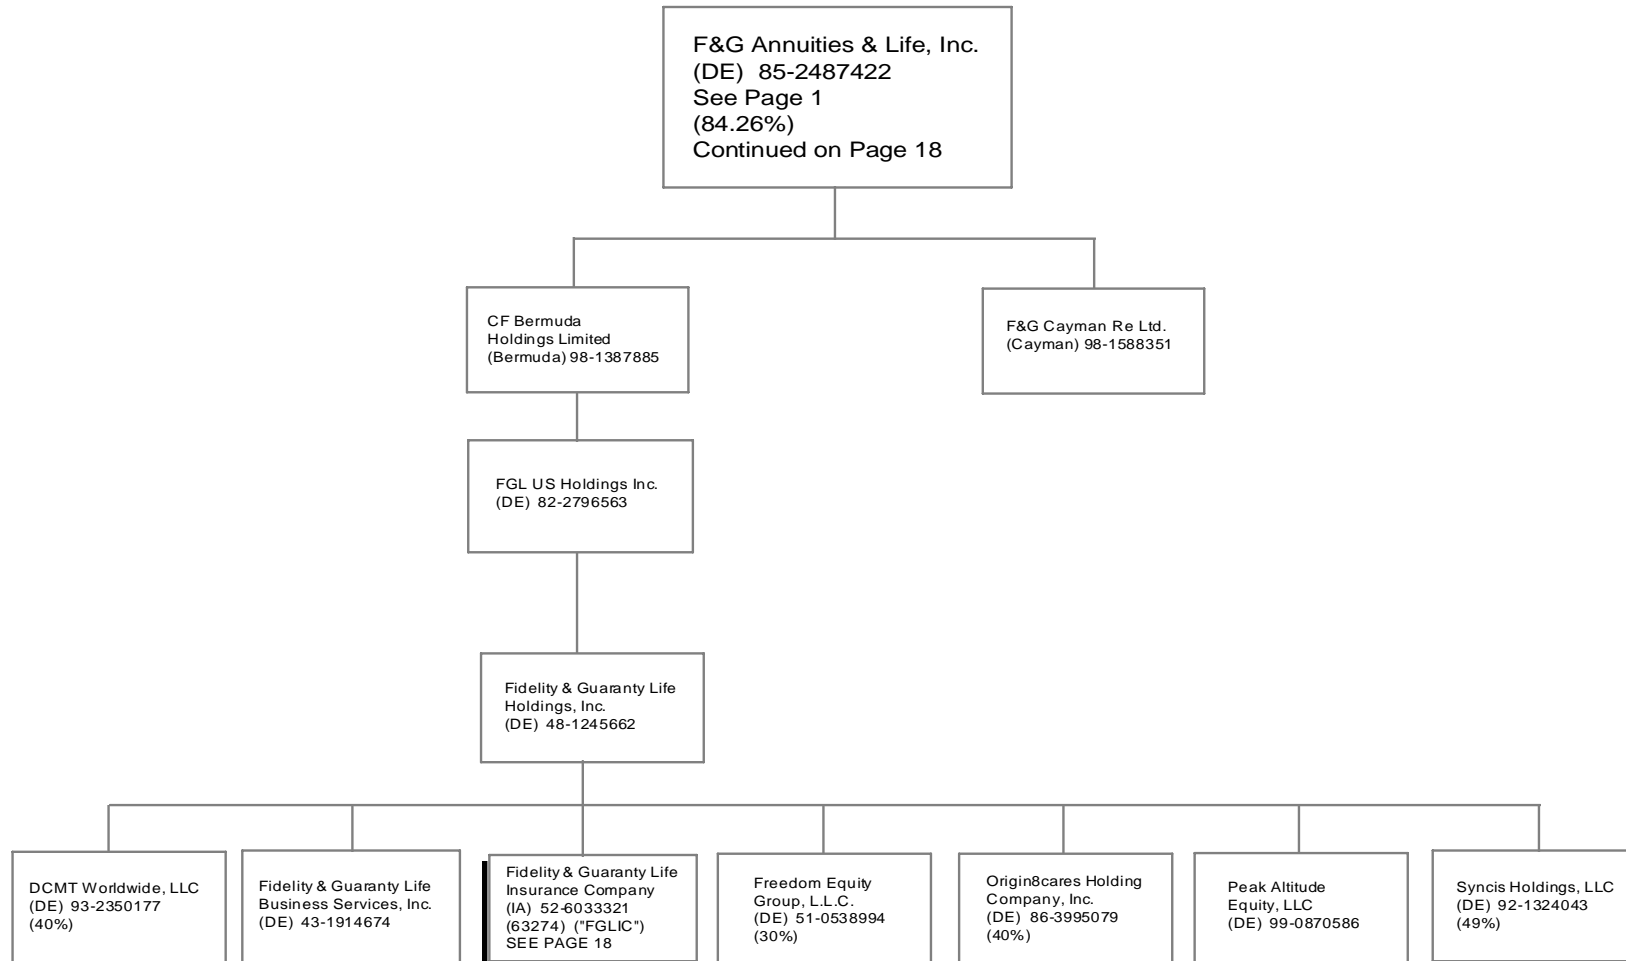 F&G Annuities & Life, Inc.
(DE) 85-2487422
See Page 1
(84.26%)
Continued on Page 18
CF Bermuda
Holdings Limited
(Bermuda) 98-1387885
F&G Cayman Re Ltd.
(Cayman) 98-1588351
FGL US Holdings Inc.
(DE) 82-2796563
Fidelity & Guaranty Life
Holdings, Inc.
(DE) 48-1245662
DCMT Worldwide, LLC
(DE) 93-2350177
(40%)
Fidelity & Guaranty Life
Business Services, Inc.
(DE) 43-1914674
Fidelity & Guaranty Life
Insurance Company
(IA) 52-6033321
(63274) ("FGLIC")
SEE PAGE 18
Freedom Equity
Group, L.L.C.
(DE) 51-0538994
(30%)
Origin8cares Holding
Company, Inc.
(DE) 86-3995079
(40%)
Peak Altitude
Equity, LLC
(DE) 99-0870586
Syncis Holdings, LLC
(DE) 92-1324043
(49%)